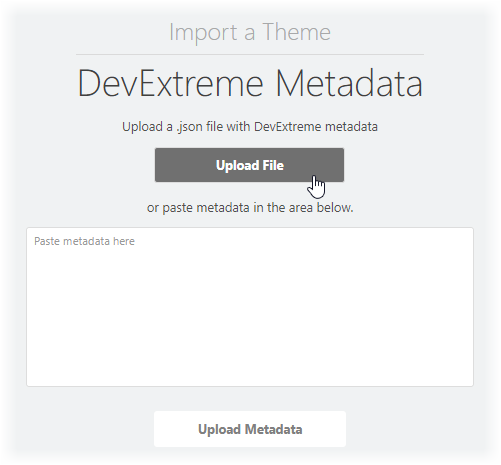 Import a Theme
DevExtreme Metadata
Upload a .json file with DevExtreme metadata
Upload File
or paste metadata in the area below.
Paste metadata here
Upload Metadata